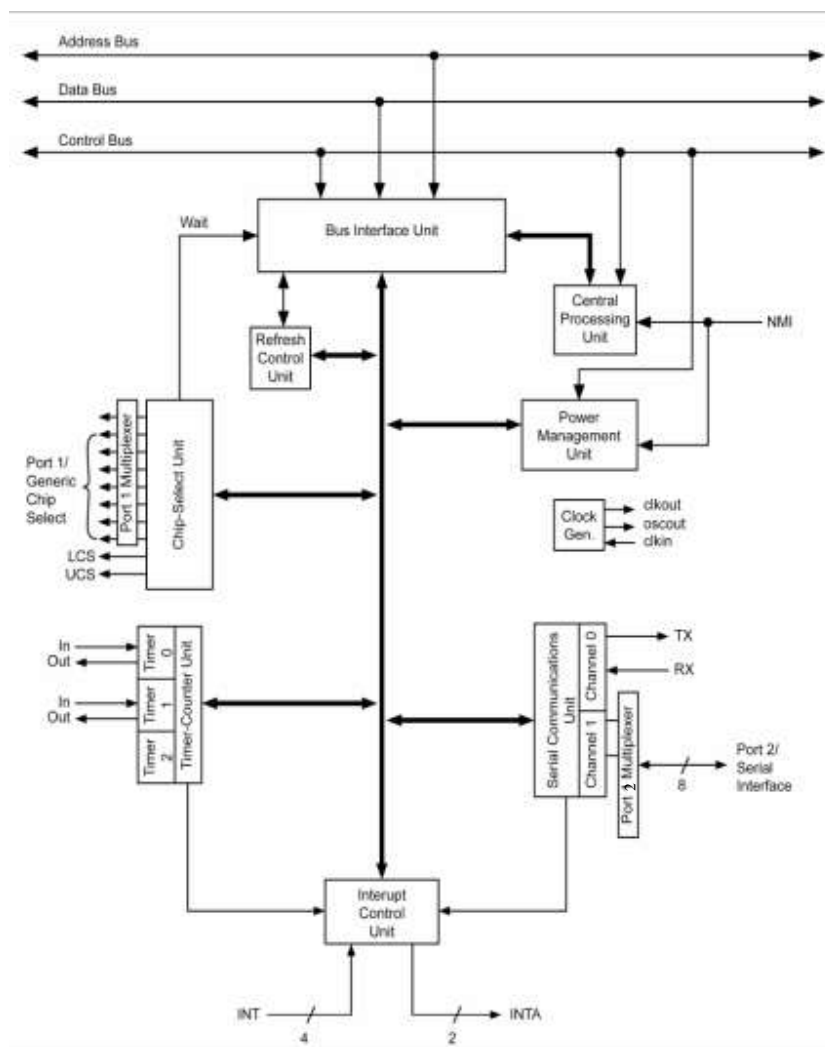 Address Bus
Data Bus
Control Bus
Wait
Bus Interface Unit
Central
Processing
Unit
NMI
Refresh
Control
Unit
Power
Management
Unit
Port 1/
Generic
Chip
Select
Port 1 Multiplexer
Chip-Select Unit
LCS
UCS
Clock
Gen.
clkout
oscout
clkin
In
Out
In
Out
Timer
0
Timer
1
Timer
2
Timer-Counter Unit
Serial Communications
Unit
Channel 0
Channel 1
TX
RX
Port 2 Multiplexer
8
Port 2/
Serial
Interface
Interupt
Control
Unit
INT
4
2
INTA